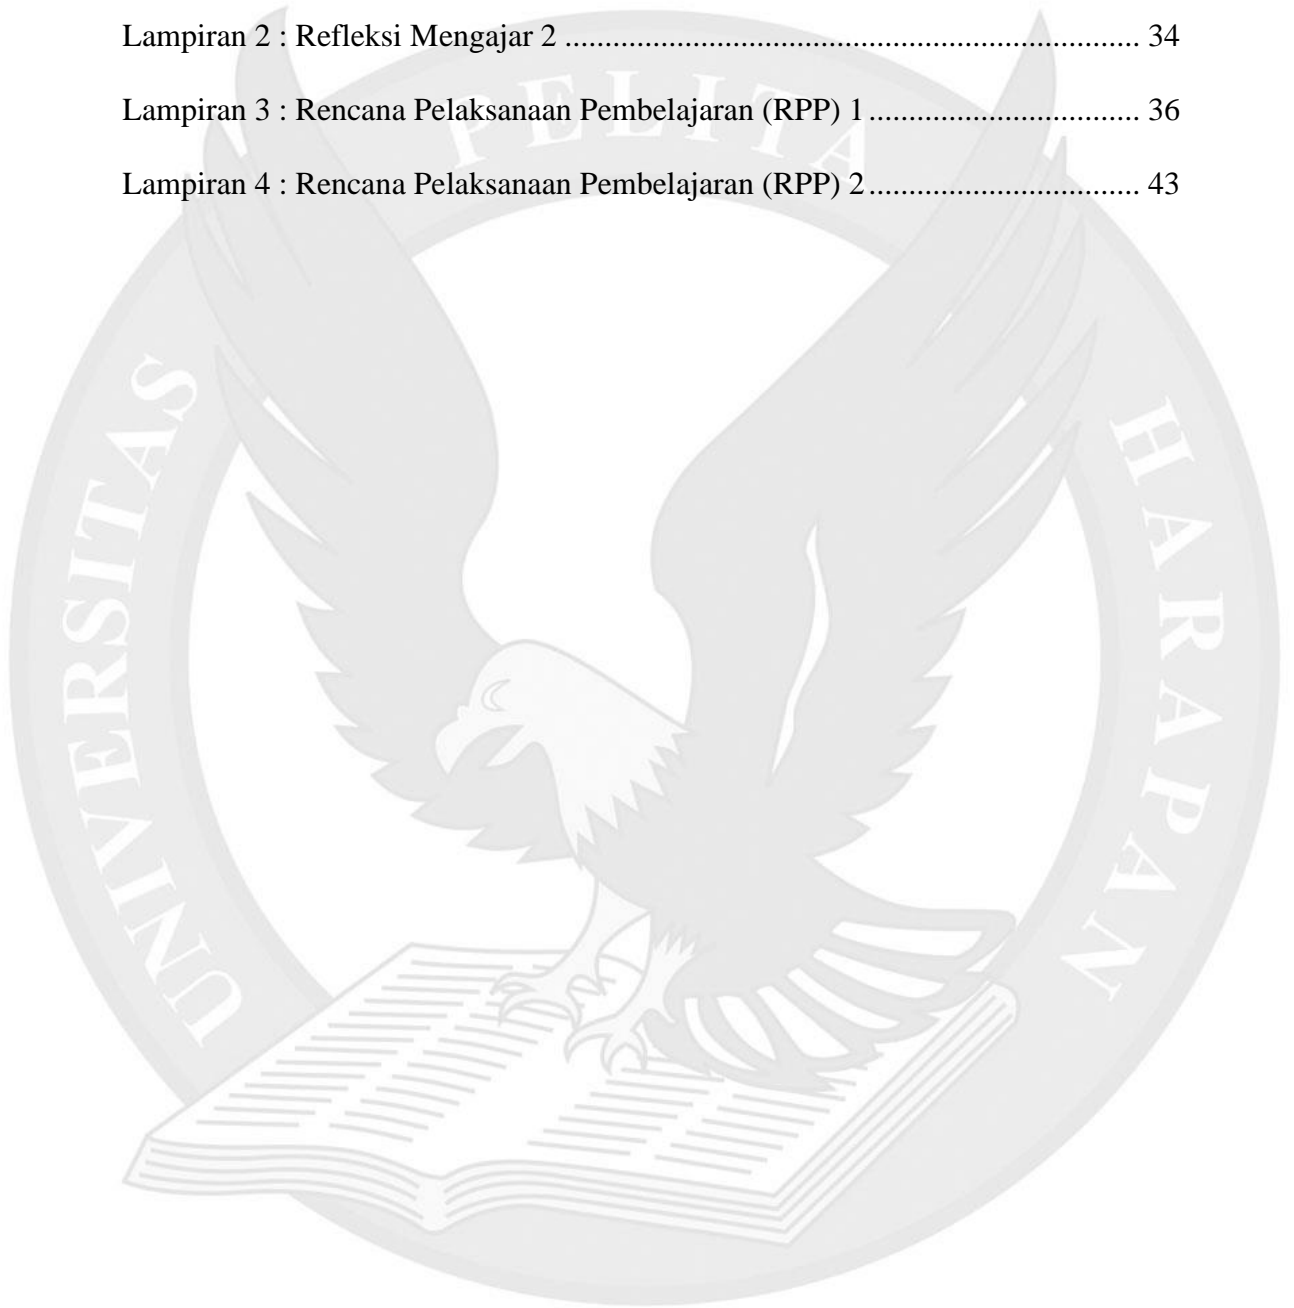 Lampiran 2 : Refleksi Mengajar 2 ........................................................................ 34
Lampiran 3 : Rencana Pelaksanaan Pembelajaran (RPP) 1 .................................. 36
Lampiran 4 : Rencana Pelaksanaan Pembelajaran (RPP) 2 .................................. 43
UNIVERSITAS PELITA HARAPAN